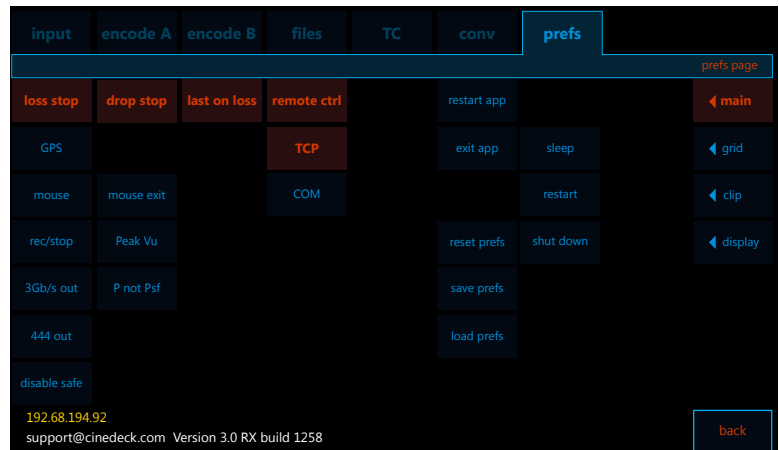 input encode A encode B files TC conv prefs
prefs page
loss stop drop stop last on loss remote ctrl restart app main
GPS TCP exit app sleep grid
mouse mouse exit COM restart clip
rec/stop Peak Vu reset prefs shut down display
3Gb/s out P not Psf save prefs
444 out load prefs
disable safe
192.68.194.92
support@cinedeck.com Version 3.0 RX build 1258
back